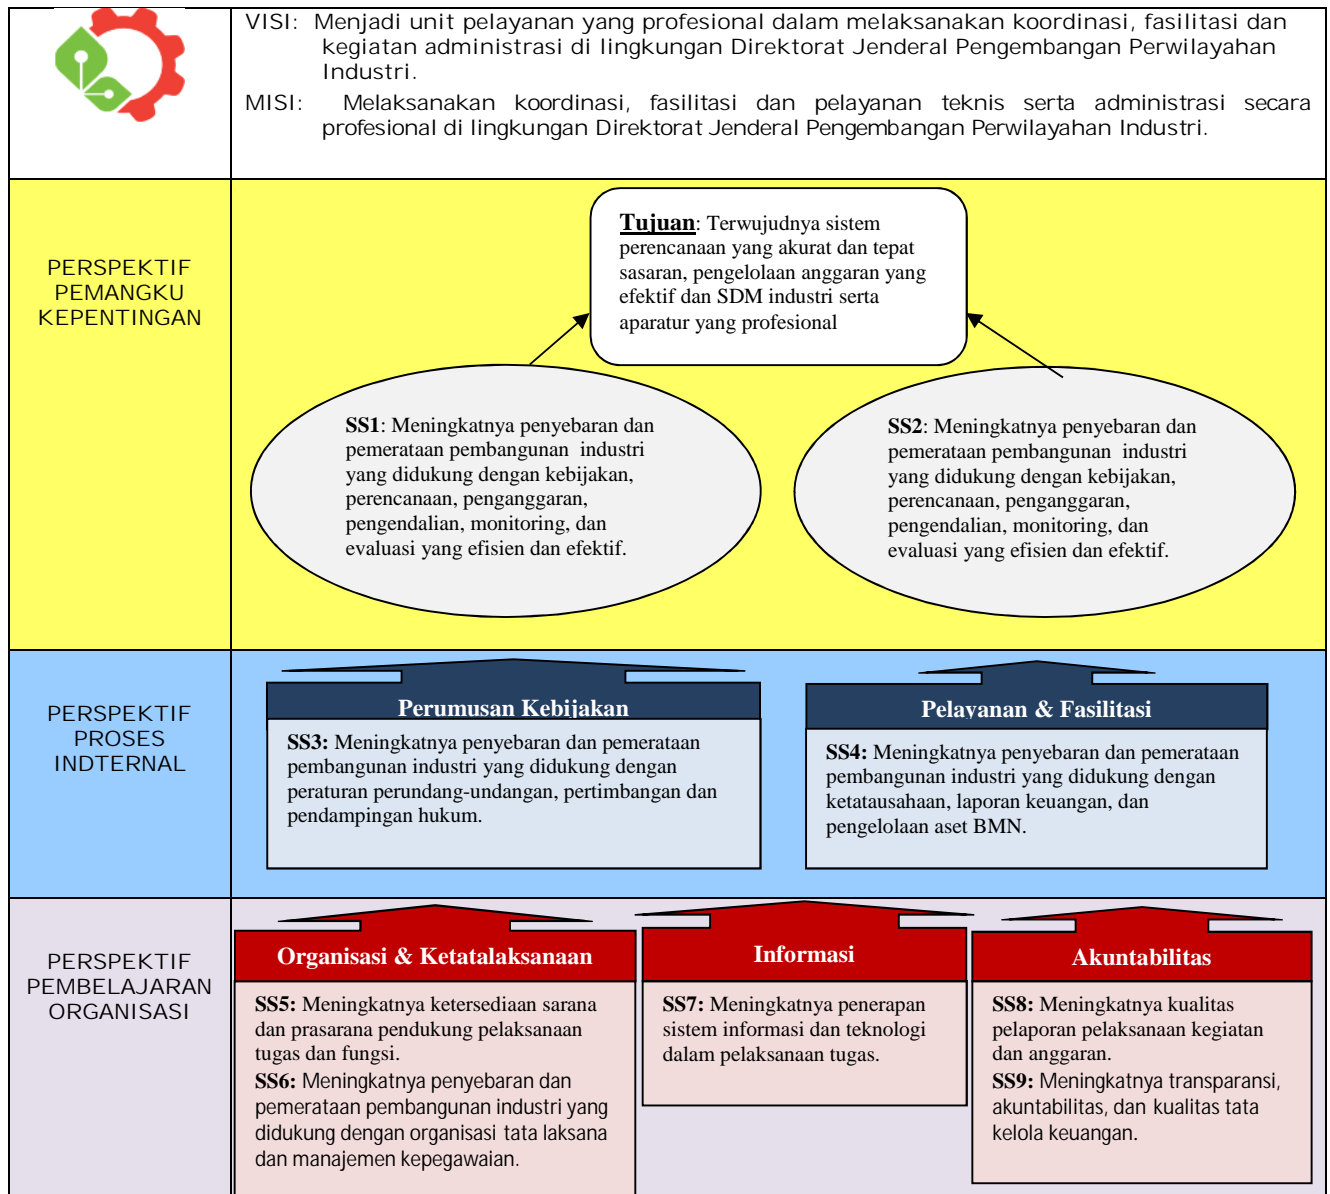 VISI: Menjadi unit pelayanan yang profesional dalam melaksanakan koordinasi, fasilitasi dan
kegiatan administrasi di lingkungan Direktorat Jenderal Pengembangan Perwilayahan
Industri.
MISI: Melaksanakan koordinasi, fasilitasi dan pelayanan teknis serta administrasi secara
profesional di lingkungan Direktorat Jenderal Pengembangan Perwilayahan Industri.
PERSPEKTIF
PEMANGKU
KEPENTINGAN
Tujuan: Terwujudnya sistem
perencanaan yang akurat dan tepat
sasaran, pengelolaan anggaran yang
efektif dan SDM industri serta
aparatur yang profesional
SS1: Meningkatnya penyebaran dan
pemerataan pembangunan industri
yang didukung dengan kebijakan,
perencanaan, penganggaran,
pengendalian, monitoring, dan
evaluasi yang efisien dan efektif.
SS2: Meningkatnya penyebaran dan
pemerataan pembangunan industri
yang didukung dengan kebijakan,
perencanaan, penganggaran,
pengendalian, monitoring, dan
evaluasi yang efisien dan efektif.
PERSPEKTIF
PROSES
INDTERNAL
Perumusan Kebijakan
SS3: Meningkatnya penyebaran dan pemerataan
pembangunan industri yang didukung dengan
peraturan perundang-undangan, pertimbangan dan
pendampingan hukum.
Pelayanan & Fasilitasi
SS4: Meningkatnya penyebaran dan pemerataan
pembangunan industri yang didukung dengan
ketatausahaan, laporan keuangan, dan
pengelolaan aset BMN.
PERSPEKTIF
PEMBELAJARAN
ORGANISASI
Organisasi & Ketatalaksanaan
SS5: Meningkatnya ketersediaan sarana
dan prasarana pendukung pelaksanaan
tugas dan fungsi.
SS6: Meningkatnya penyebaran dan
pemerataan pembangunan industri yang
didukung dengan organisasi tata laksana
dan manajemen kepegawaian.
Informasi
SS7: Meningkatnya penerapan
sistem informasi dan teknologi
dalam pelaksanaan tugas.
Akuntabilitas
SS8: Meningkatnya kualitas
pelaporan pelaksanaan kegiatan
dan anggaran.
SS9: Meningkatnya transparansi,
akuntabilitas, dan kualitas tata
kelola keuangan.